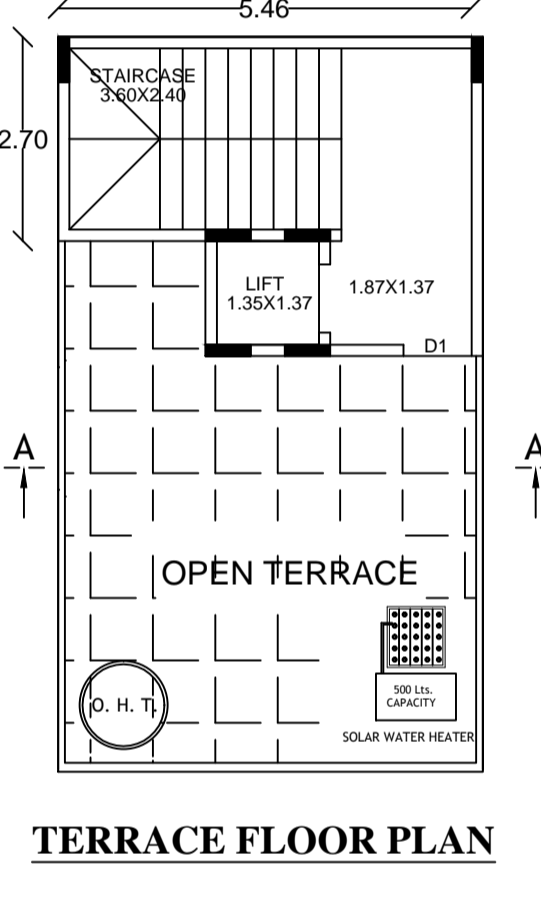 5.46
STAIRCASE
3.60X2.40
2.70
LIFT
1.35X1.37
1.87X1.37
D1
A
A
OPEN TERRACE
500 Lts.
CAPACITY
O. H. T.
SOLAR WATER HEATER
TERRACE FLOOR PLAN